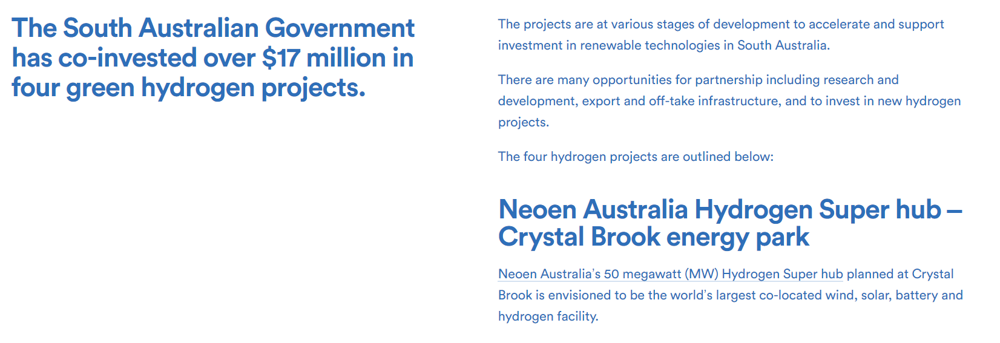 The South Australian Government
has co-invested over $17 million in
four green hydrogen projects.
The projects are at various stages of development to accelerate and support
investment in renewable technologies in South Australia.
There are many opportunities for partnership including research and
development, export and off-take infrastructure, and to invest in new hydrogen
projects.
The four hydrogen projects are outlined below:
Neoen Australia Hydrogen Super hub –
Crystal Brook energy park
Neoen Australia’s 50 megawatt (MW) Hydrogen Super hub planned at Crystal
Brook is envisioned to be the world’s largest co-located wind, solar, battery and
hydrogen facility.